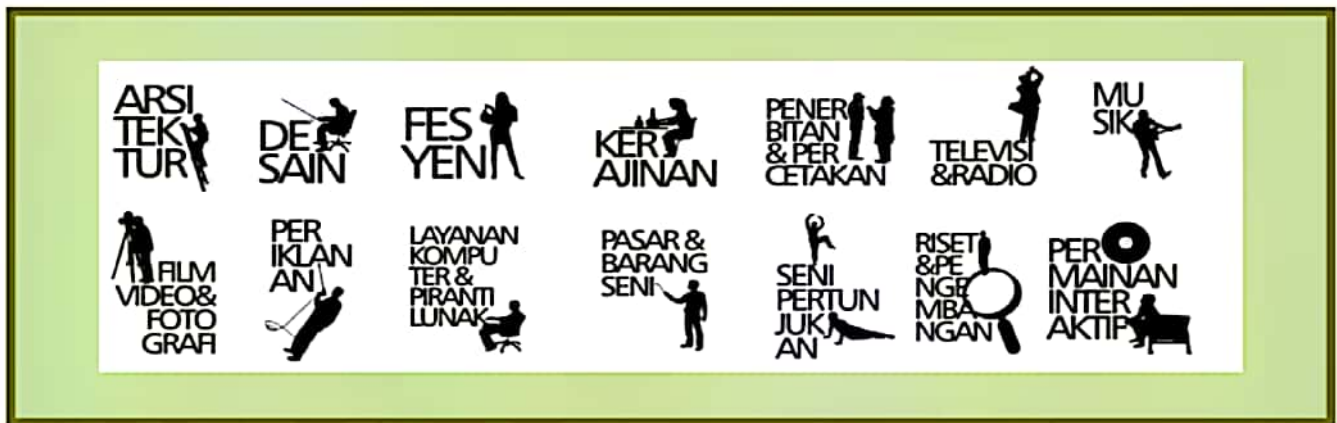 ARSI
TEK
TUR
DE
SAIN
FES
YEN
KER
AJINAN
PENER
BITAN
& PER
CETAKAN
TELEVISI
&RADIO
MU
SIK
FILM
VIDEO&
FOTO
GRAFI
PER
IKLAN
AN
LAYANAN
KOMPU
TER &
PIRANTI
LUNAK
PASAR &
BARANG
SENI
SENI
PERTUN
JUK
AN
RISET
&PE
NGE
MBA
NGAN
PER
MAINAN
INTER
AKTIF